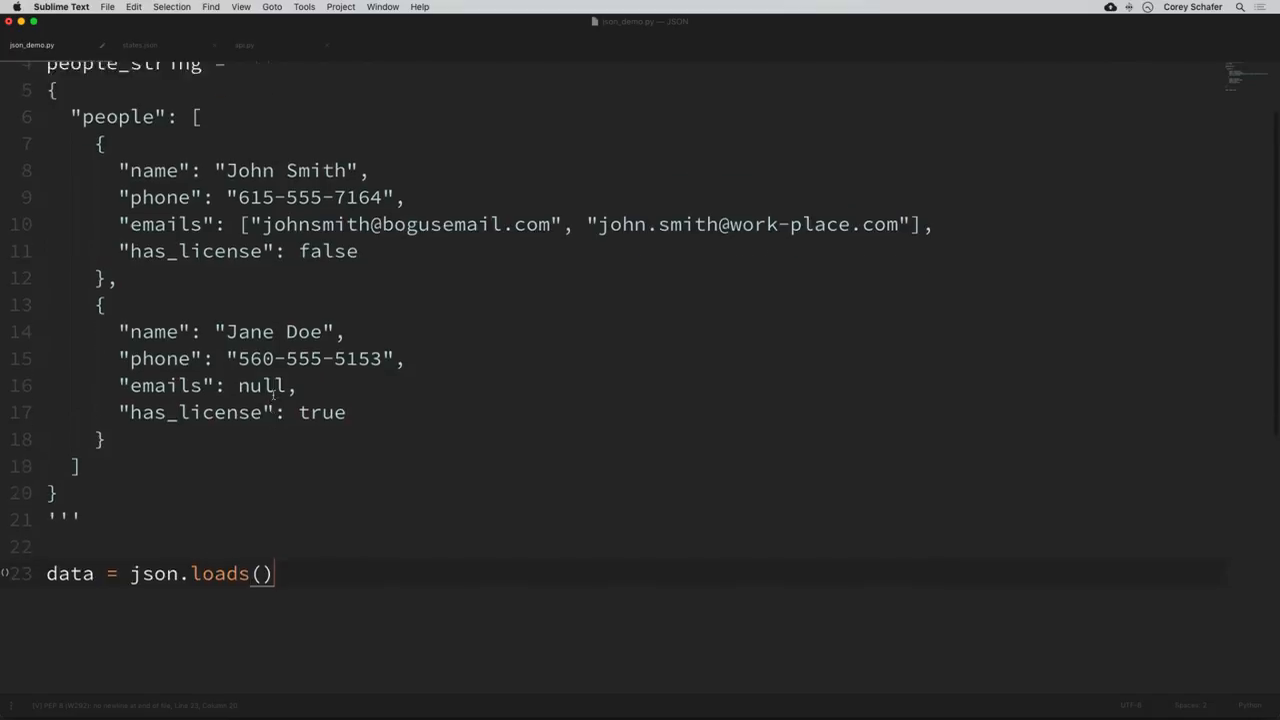 Sublime Text File Edit Selection Find View Goto Tools Project Window Help Corey Schafer
json_demo.py — JSON
json_demo.py states.json api.py
4 people_string = '''
5 {
6 "people": [
7 {
8 "name": "John Smith",
9 "phone": "615-555-7164",
10 "emails": ["johnsmith@bogusemail.com", "john.smith@work-place.com"],
11 "has_license": false
12 },
13 {
14 "name": "Jane Doe",
15 "phone": "560-555-5153",
16 "emails": null,
17 "has_license": true
18 }
19 ]
20 }
21 '''
22
23 data = json.loads()
[V] PEP 8 (W292): no newline at end of file, Line 23, Column 20 UTF-8 Spaces: 2 Python